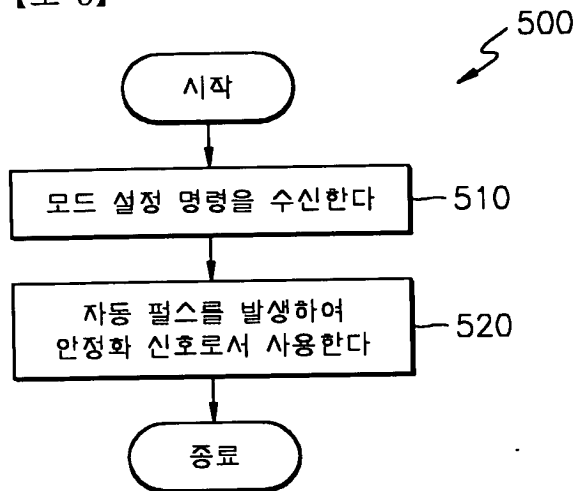 500
시작
모드 설정 명령을 수신한다
510
자동 펄스를 발생하여
안정화 신호로서 사용한다
520
종료